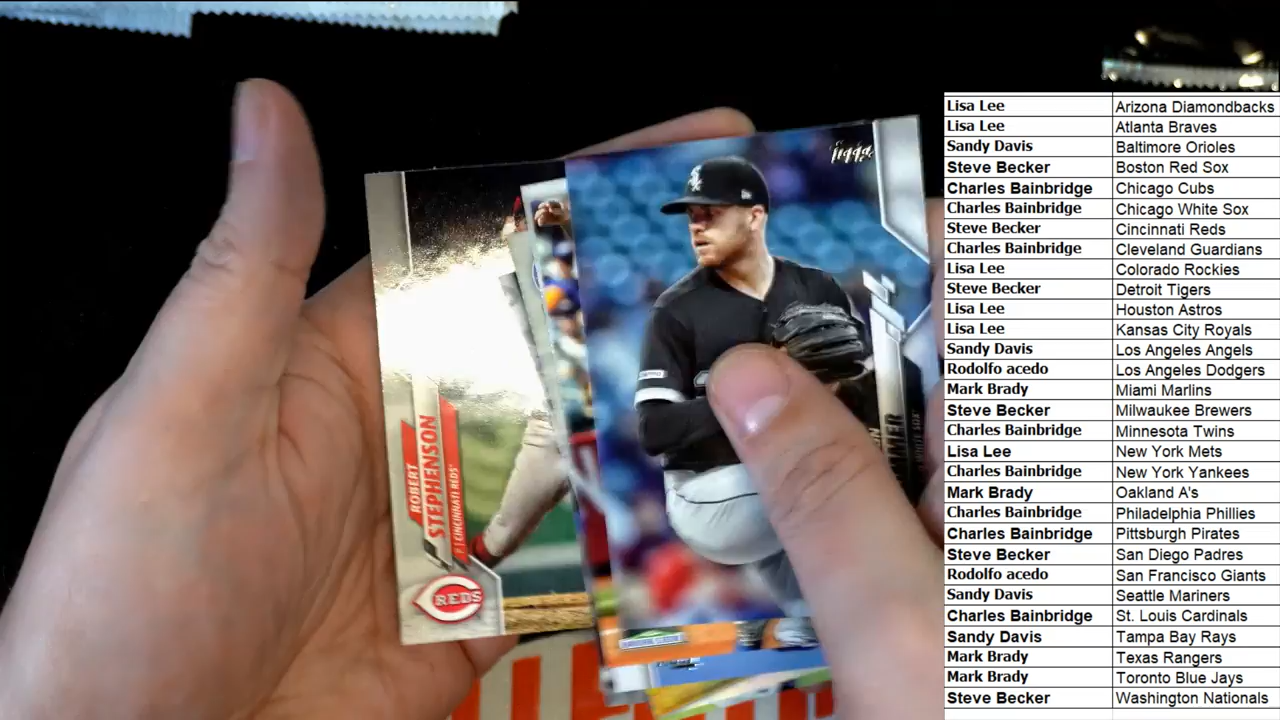 Topps
ROBERT
STEPHENSON
CINCINNATI REDS®
REDS
Lisa Lee Arizona Diamondbacks
Lisa Lee Atlanta Braves
Sandy Davis Baltimore Orioles
Steve Becker Boston Red Sox
Charles Bainbridge Chicago Cubs
Charles Bainbridge Chicago White Sox
Steve Becker Cincinnati Reds
Charles Bainbridge Cleveland Guardians
Lisa Lee Colorado Rockies
Steve Becker Detroit Tigers
Lisa Lee Houston Astros
Lisa Lee Kansas City Royals
Sandy Davis Los Angeles Angels
Rodolfo acedo Los Angeles Dodgers
Mark Brady Miami Marlins
Steve Becker Milwaukee Brewers
Charles Bainbridge Minnesota Twins
Lisa Lee New York Mets
Charles Bainbridge New York Yankees
Mark Brady Oakland A's
Charles Bainbridge Philadelphia Phillies
Charles Bainbridge Pittsburgh Pirates
Steve Becker San Diego Padres
Rodolfo acedo San Francisco Giants
Sandy Davis Seattle Mariners
Charles Bainbridge St. Louis Cardinals
Sandy Davis Tampa Bay Rays
Mark Brady Texas Rangers
Mark Brady Toronto Blue Jays
Steve Becker Washington Nationals